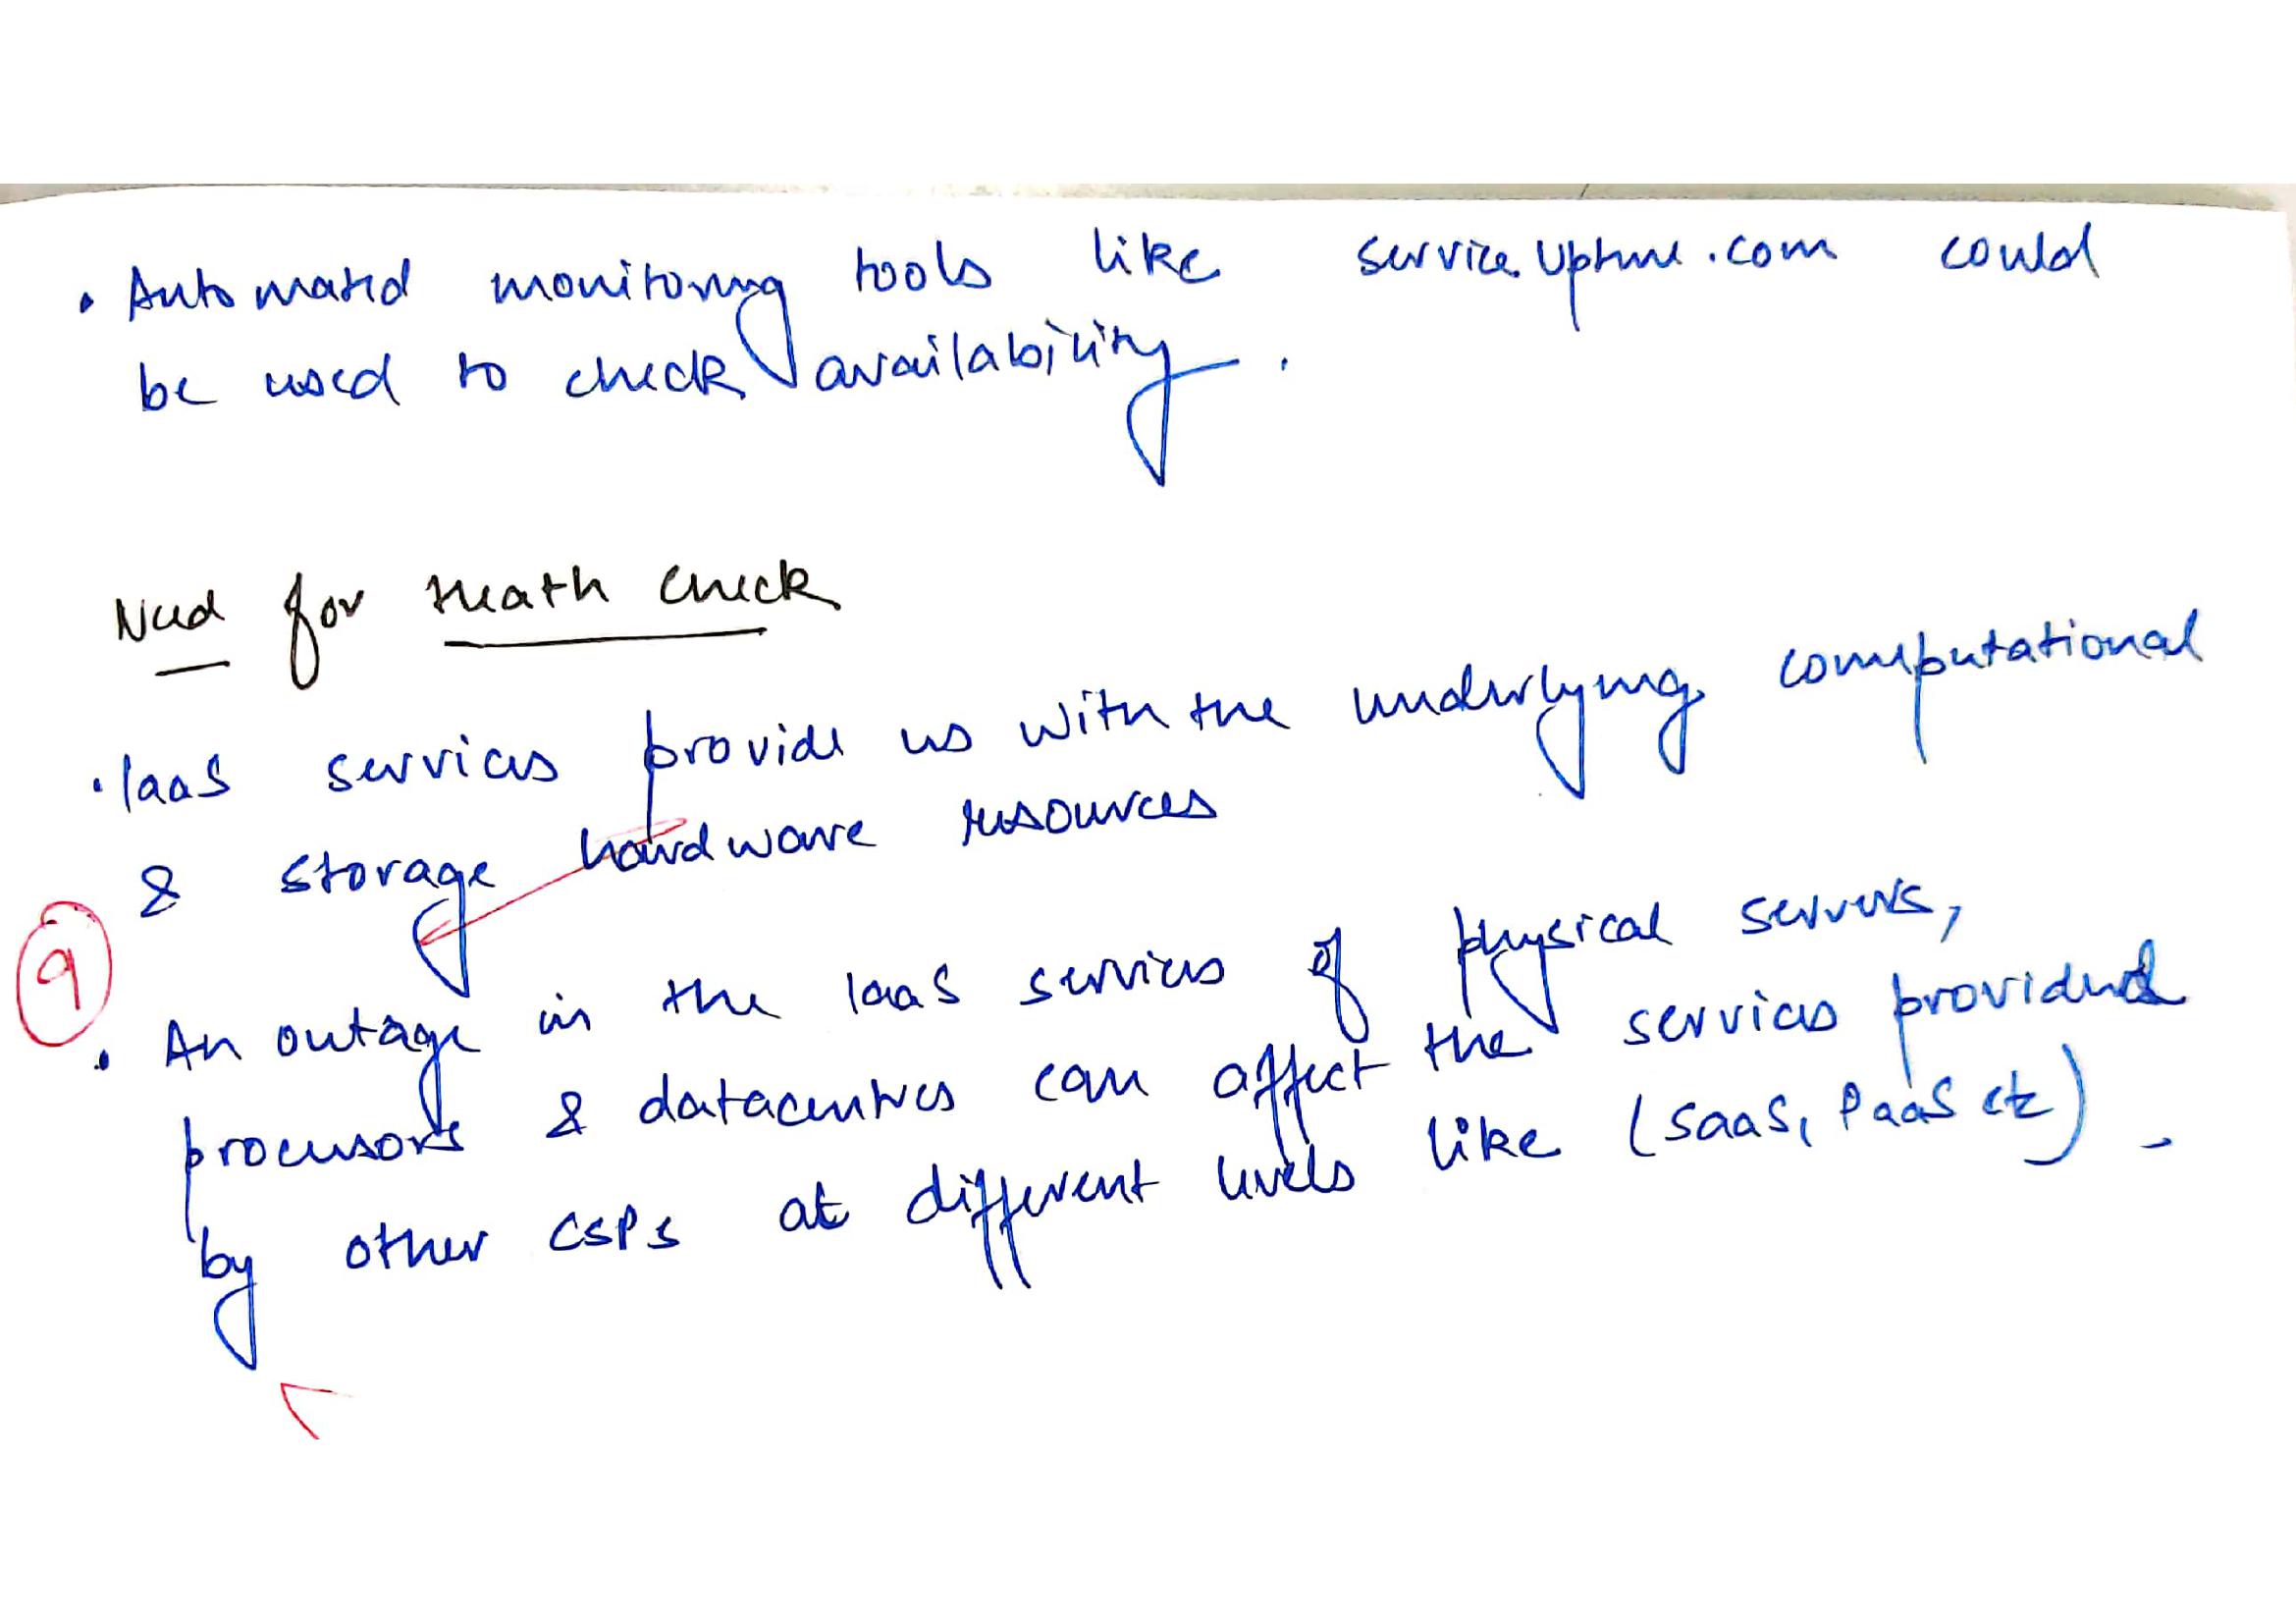 • Automated monitoring tools like service.Uptime.com could
be used to check availability.
Need for Heath Check
• IaaS services provide us with the underlying computational
& storage hardware resources
9
• An outage in the IaaS services of physical servers,
processors & datacentres can affect the services provided
by other CSPs at different levels like (SaaS, PaaS etc).